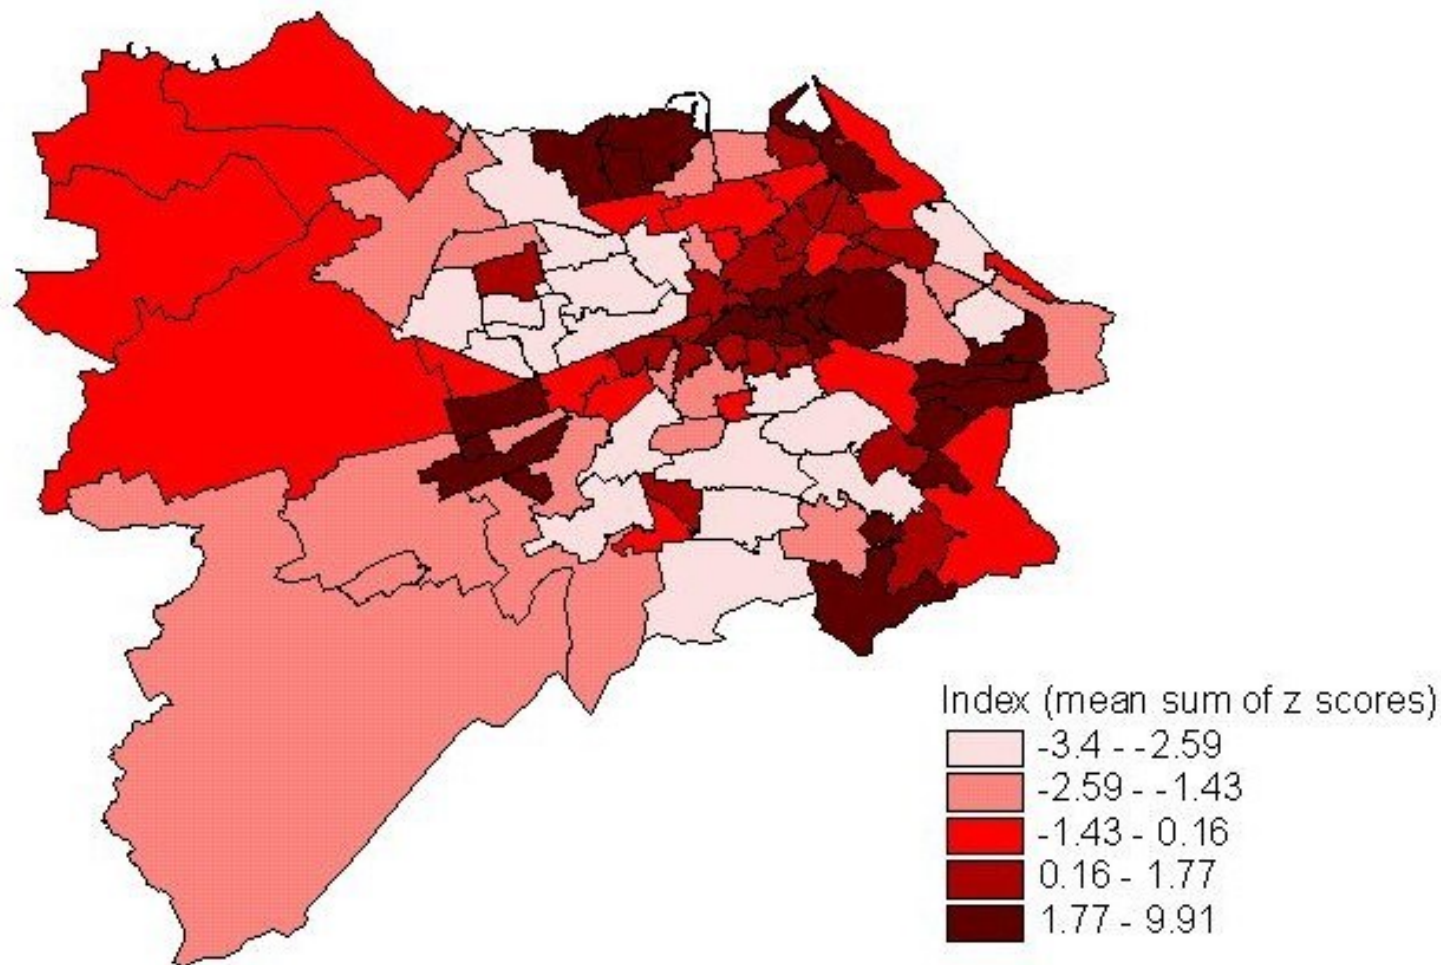 Index (mean sum of z scores)
-3.4 - -2.59
-2.59 - -1.43
-1.43 - 0.16
0.16 - 1.77
1.77 - 9.91